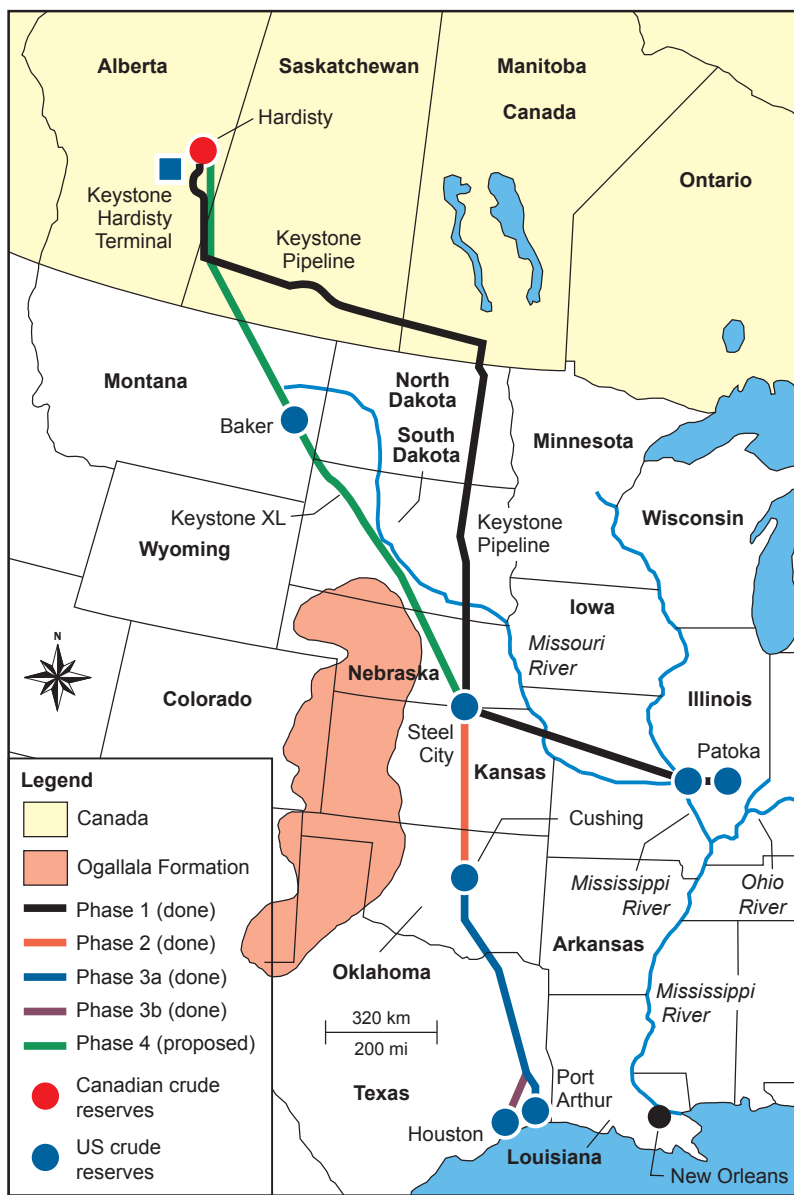 Alberta
Saskatchewan
Manitoba
Canada
Ontario
Hardisty
Keystone
Hardisty
Terminal
Keystone
Pipeline
Montana
North
Dakota
South
Dakota
Minnesota
Baker
Keystone XL
Keystone
Pipeline
Wisconsin
Wyoming
Iowa
Missouri
River
N
Nebraska
Colorado
Illinois
Steel
City
Patoka
Kansas
Cushing
Mississippi
River
Ohio
River
Arkansas
Oklahoma
Mississippi
River
320 km
200 mi
Texas
Port
Arthur
Houston
Louisiana
New Orleans
Legend
Canada
Ogallala Formation
Phase 1 (done)
Phase 2 (done)
Phase 3a (done)
Phase 3b (done)
Phase 4 (proposed)
Canadian crude
reserves
US crude
reserves